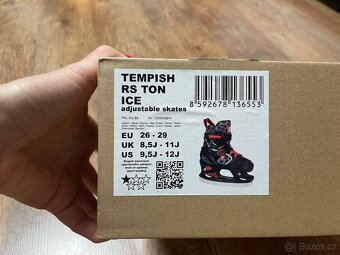 TEMPISH
RS TON
ICE
adjustable skates
8 592678 136553
EU 26 - 29
UK 8,5J - 11J
US 9,5J - 12J
bazos.cz